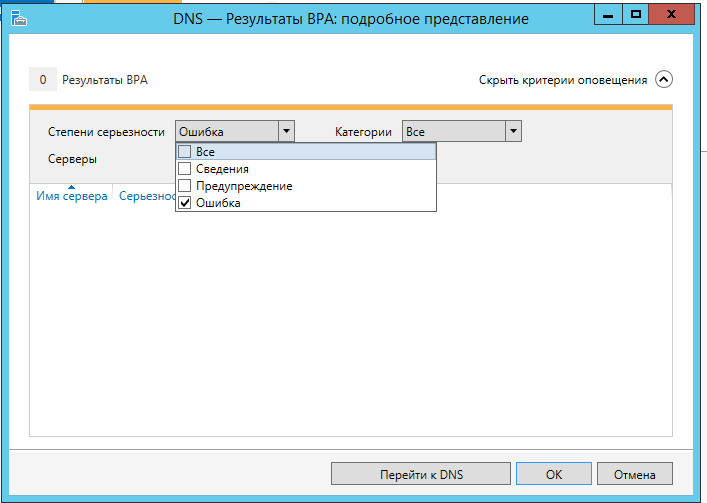 DNS — Результаты BPA: подробное представление
0 Результаты BPA
Скрыть критерии оповещения
Степени серьезности Ошибка Категории Все
Серверы
Все
Сведения
Предупреждение
Ошибка
Имя сервера
Перейти к DNS OK Отмена